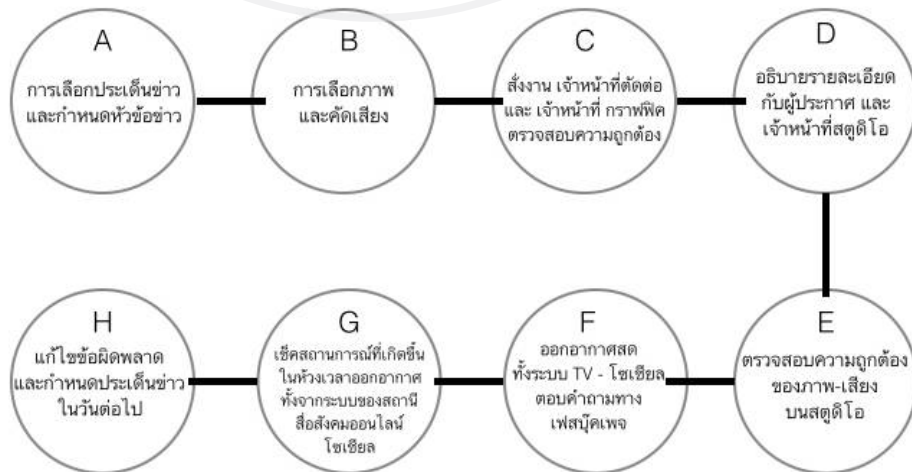 A
การเลือกประเด็นข่าว
และกำหนดหัวข้อข่าว
B
การเลือกภาพ
และคัดเสียง
C
สั่งงาน เจ้าหน้าที่ตัดต่อ
และ เจ้าหน้าที่ กราฟฟิค
ตรวจสอบความถูกต้อง
D
อธิบายรายละเอียด
กับผู้ประกาศ และ
เจ้าหน้าที่สตูดิโอ
E
ตรวจสอบความถูกต้อง
ของภาพ-เสียง
บนสตูดิโอ
F
ออกอากาศสด
ทั้งระบบ TV - โซเชียล
ตอบคำถามทาง
เฟสบุ๊คเพจ
G
เช็คสถานการณ์ที่เกิดขึ้น
ในห้วงเวลาออกอากาศ
ทั้งจากระบบของสถานี
สื่อสังคมออนไลน์
โซเชียล
H
แก้ไขข้อผิดพลาด
และกำหนดประเด็นข่าว
ในวันต่อไป